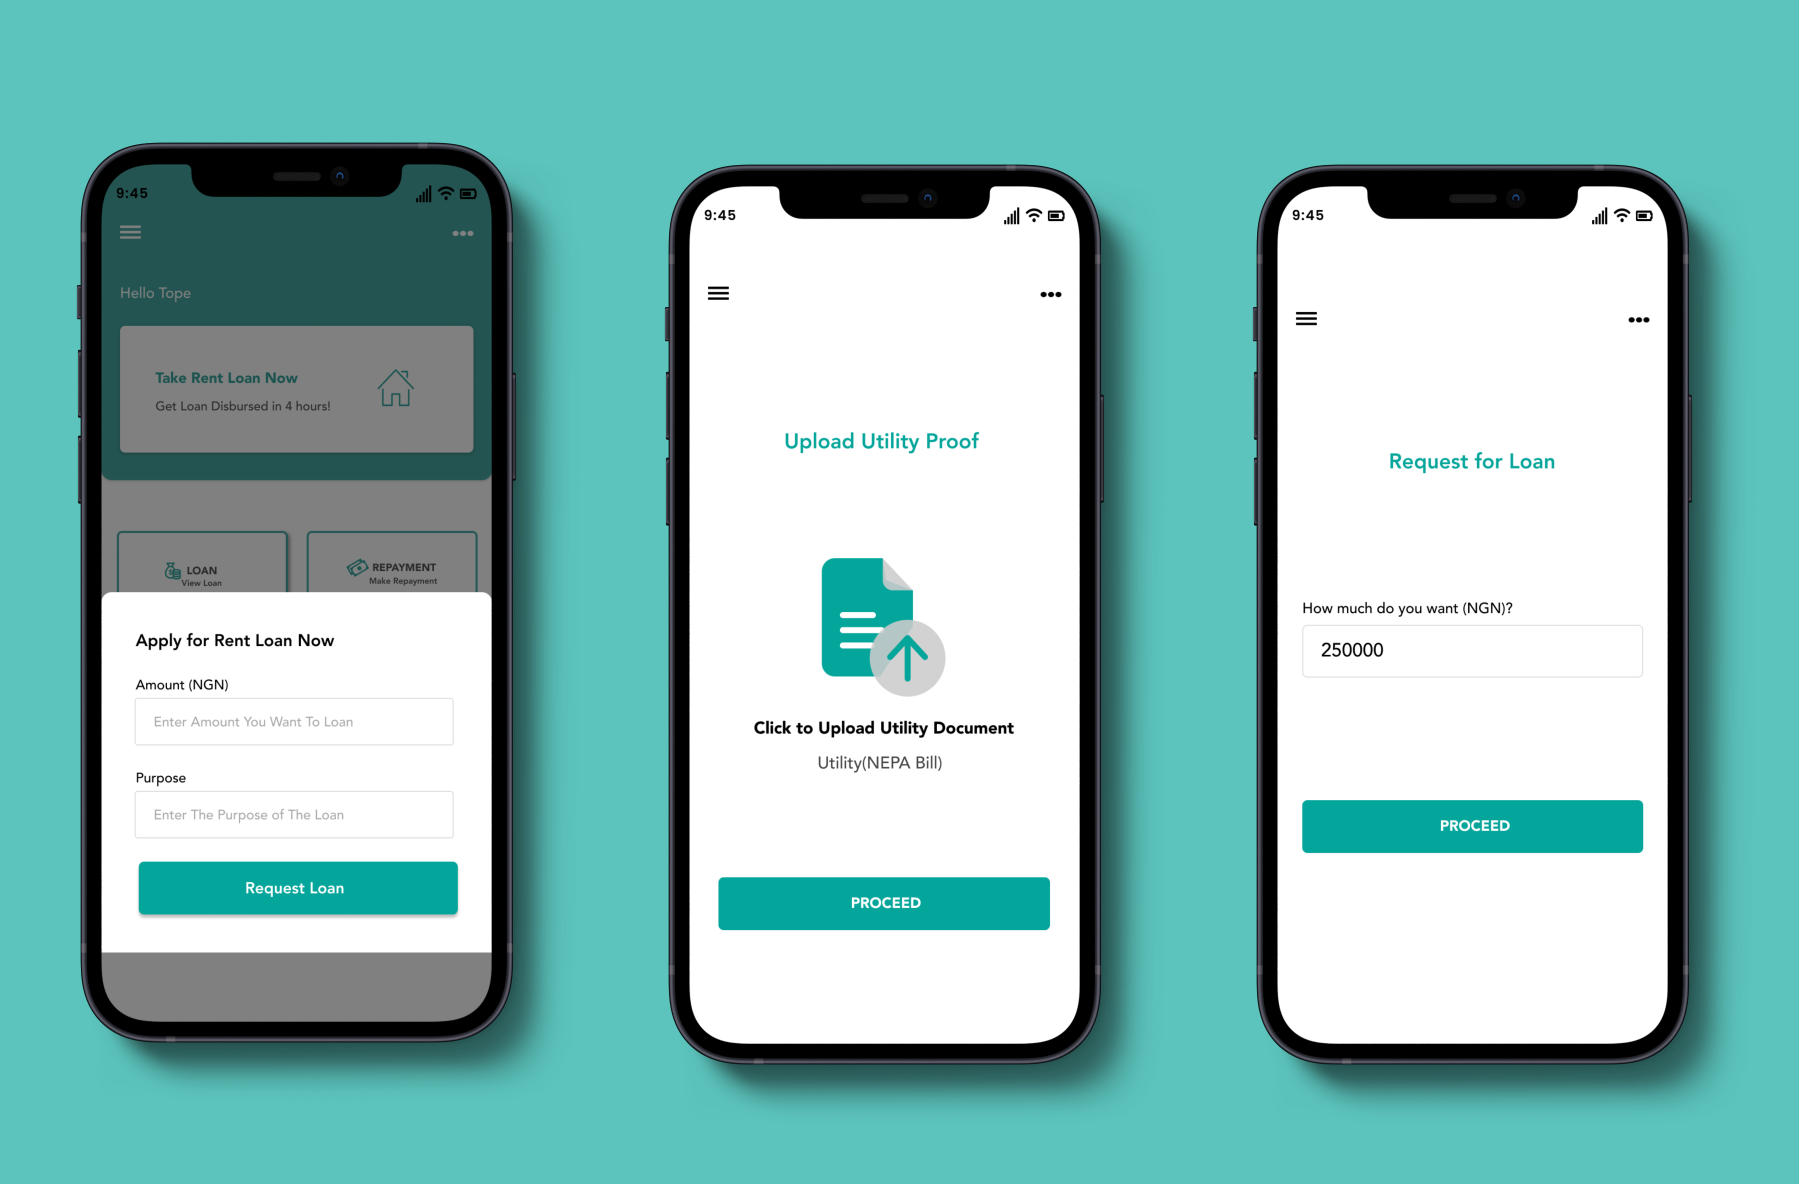 9:45
Hello Tope
Take Rent Loan Now
Get Loan Disbursed in 4 hours!
LOAN
View Loan
REPAYMENT
Make Repayment
Apply for Rent Loan Now
Amount (NGN)
Enter Amount You Want To Loan
Purpose
Enter The Purpose of The Loan
Request Loan
9:45
Upload Utility Proof
Click to Upload Utility Document
Utility(NEPA Bill)
PROCEED
9:45
Request for Loan
How much do you want (NGN)?
250000
PROCEED